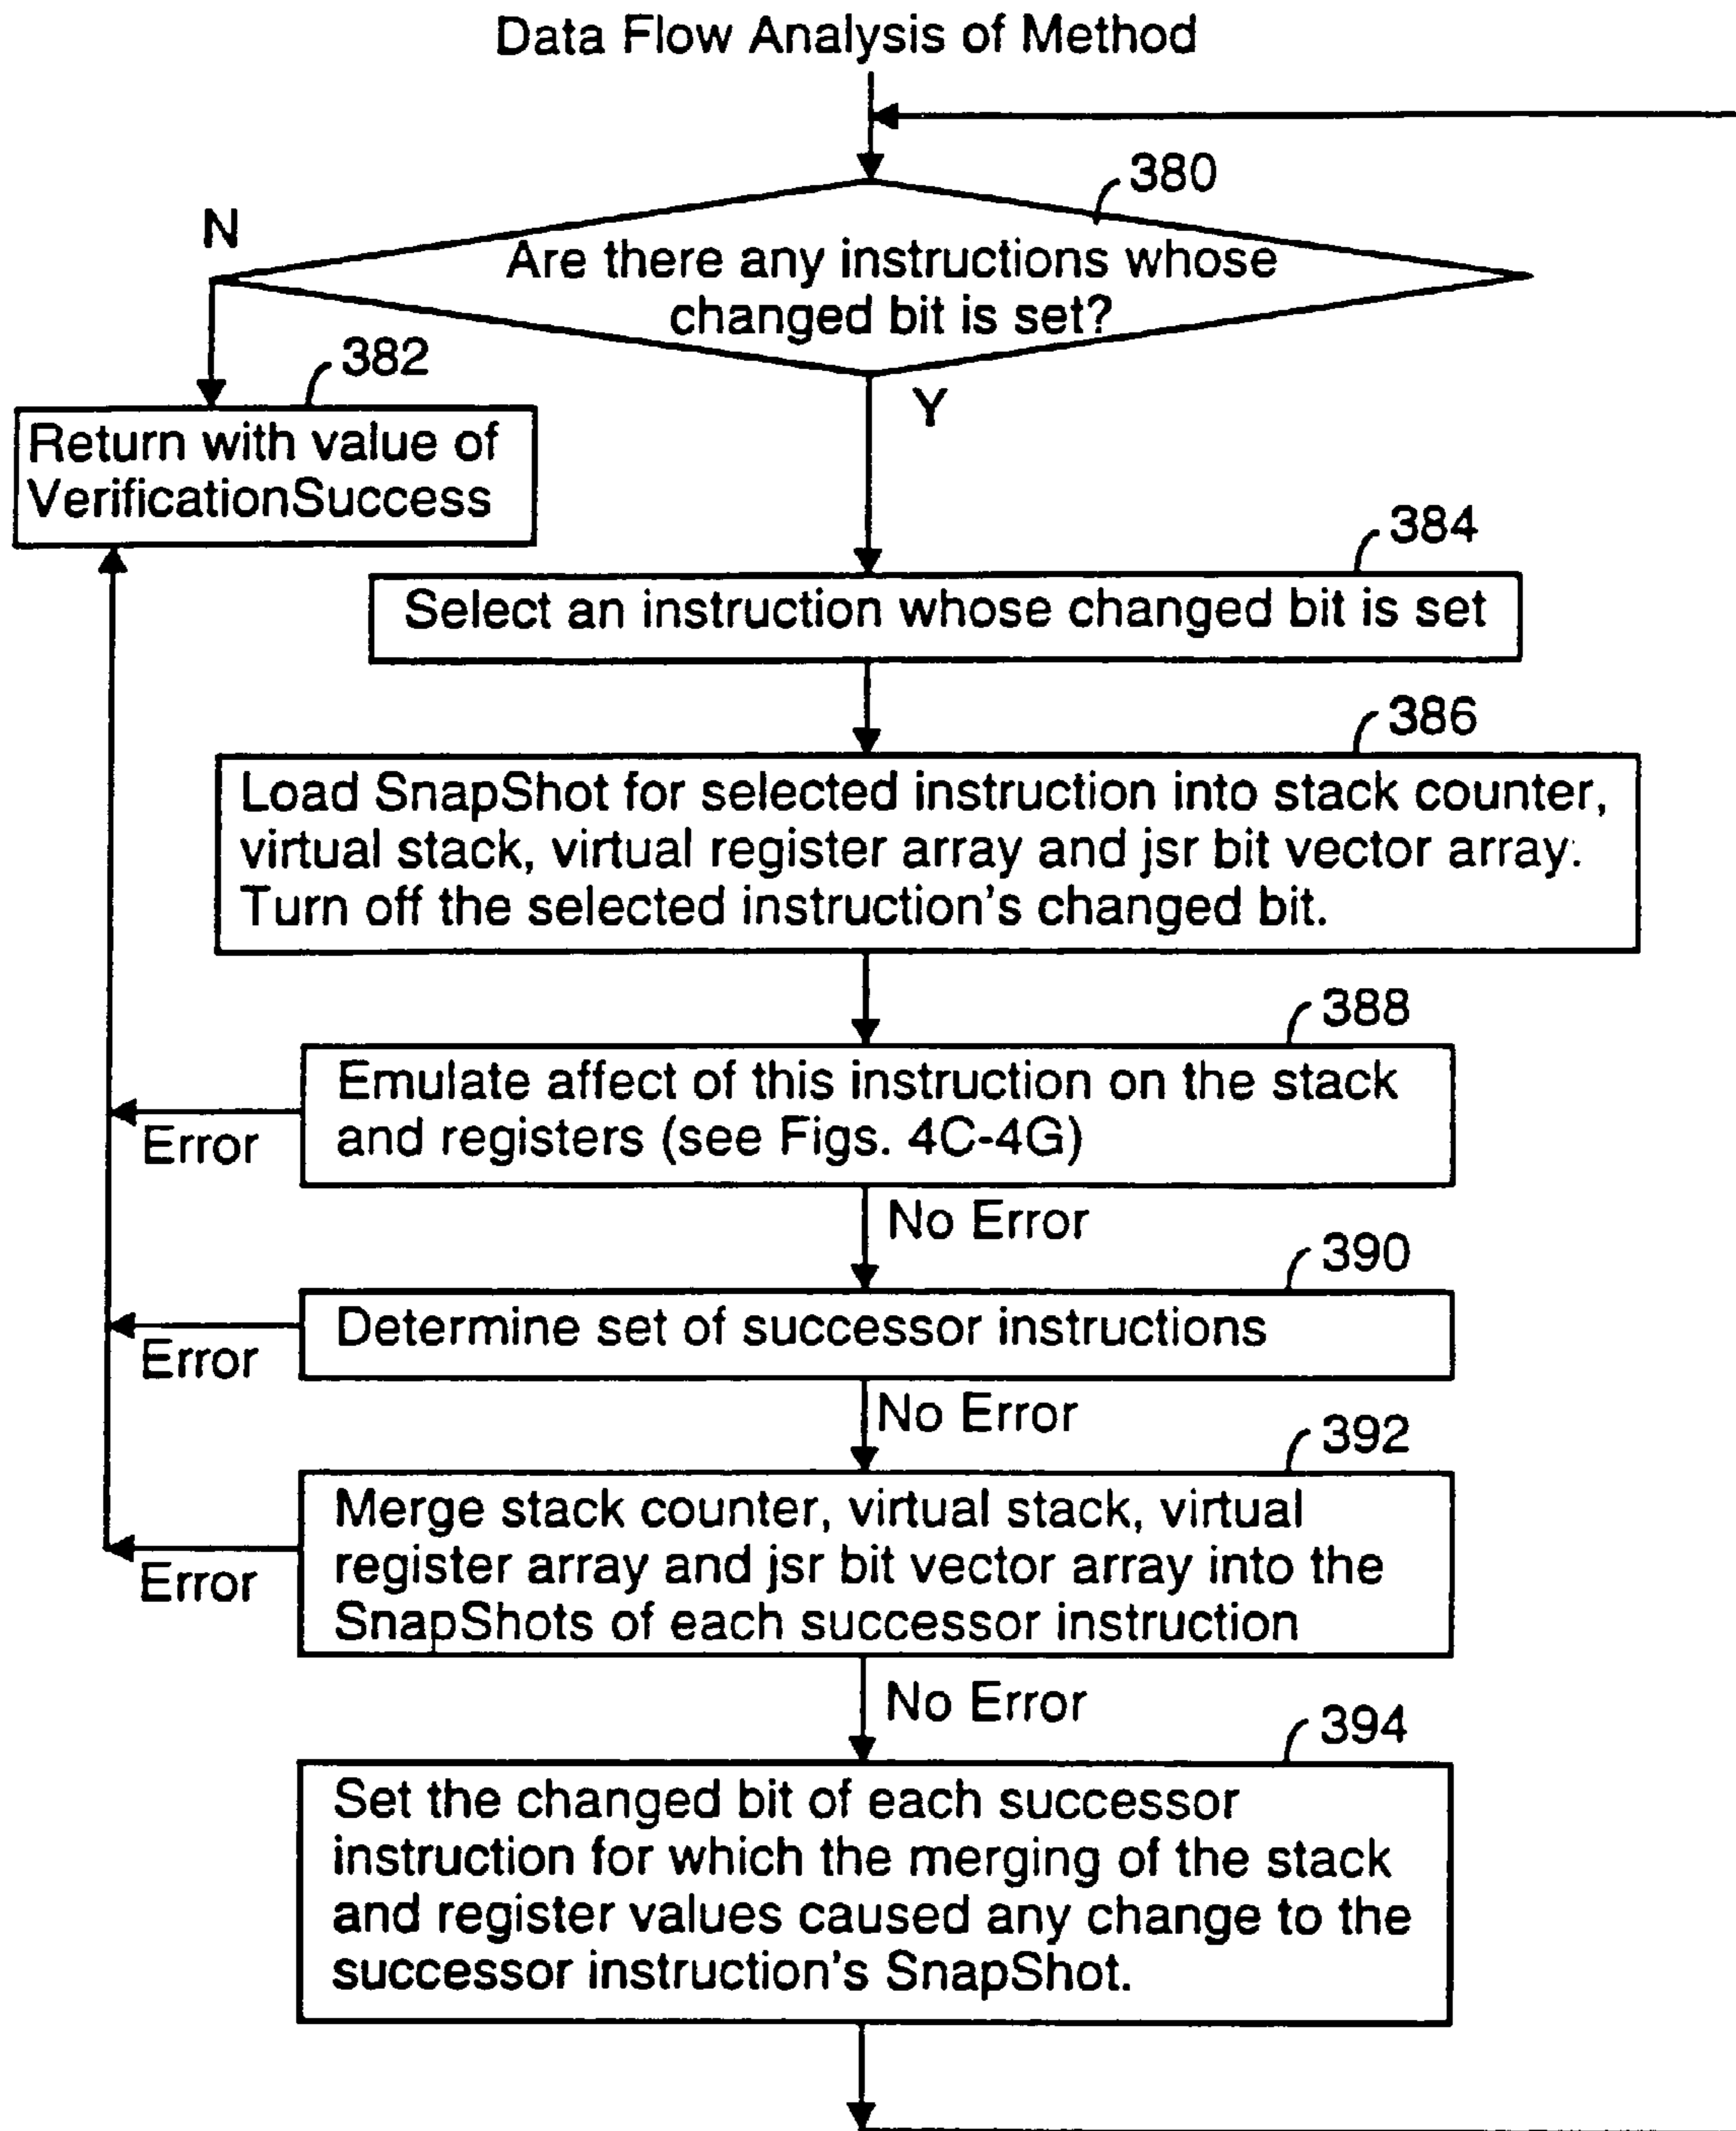 Data Flow Analysis of Method
380
N
Are there any instructions whose
changed bit is set?
382
Y
Return with value of
VerificationSuccess
384
Select an instruction whose changed bit is set
386
Load SnapShot for selected instruction into stack counter,
virtual stack, virtual register array and jsr bit vector array.
Turn off the selected instruction's changed bit.
388
Emulate affect of this instruction on the stack
and registers (see Figs. 4C-4G)
Error
No Error
390
Determine set of successor instructions
Error
No Error
392
Merge stack counter, virtual stack, virtual
register array and jsr bit vector array into the
SnapShots of each successor instruction
Error
No Error
394
Set the changed bit of each successor
instruction for which the merging of the stack
and register values caused any change to the
successor instruction's SnapShot.